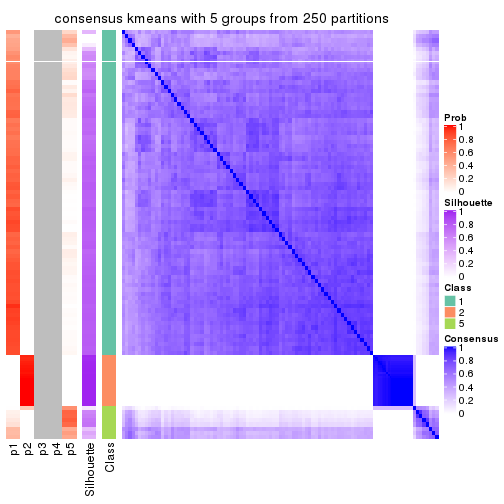 consensus kmeans with 5 groups from 250 partitions
Prob
1
0.8
0.6
0.4
0.2
0
Silhouette
1
0.8
0.6
0.4
0.2
0
Class
1
2
5
Consensus
1
0.8
0.6
0.4
0.2
0
p1
p2
p3
p4
p5
Silhouette
Class